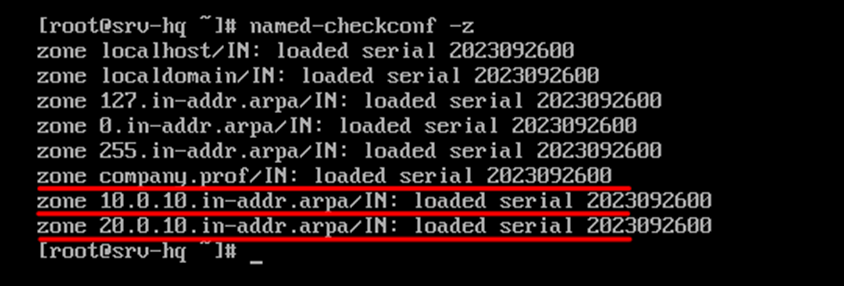 [root@srv-hq ~]# named-checkconf -z
zone localhost/IN: loaded serial 2023092600
zone localdomain/IN: loaded serial 2023092600
zone 127.in-addr.arpa/IN: loaded serial 2023092600
zone 0.in-addr.arpa/IN: loaded serial 2023092600
zone 255.in-addr.arpa/IN: loaded serial 2023092600
zone company.prof/IN: loaded serial 2023092600
zone 10.0.10.in-addr.arpa/IN: loaded serial 2023092600
zone 20.0.10.in-addr.arpa/IN: loaded serial 2023092600
[root@srv-hq ~]# _